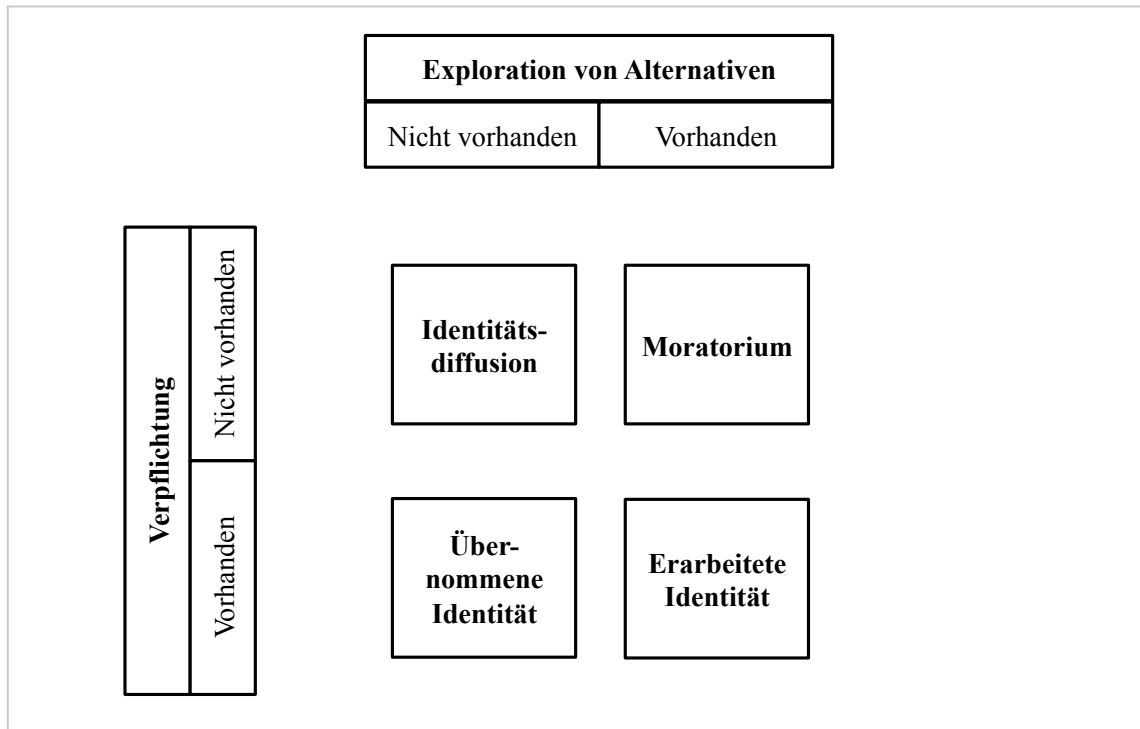 Exploration von Alternativen
Nicht vorhanden
Vorhanden
Verpflichtung
Nicht vorhanden
Vorhanden
Identitäts-
diffusion
Moratorium
Über-
nommene
Identität
Erarbeitete
Identität